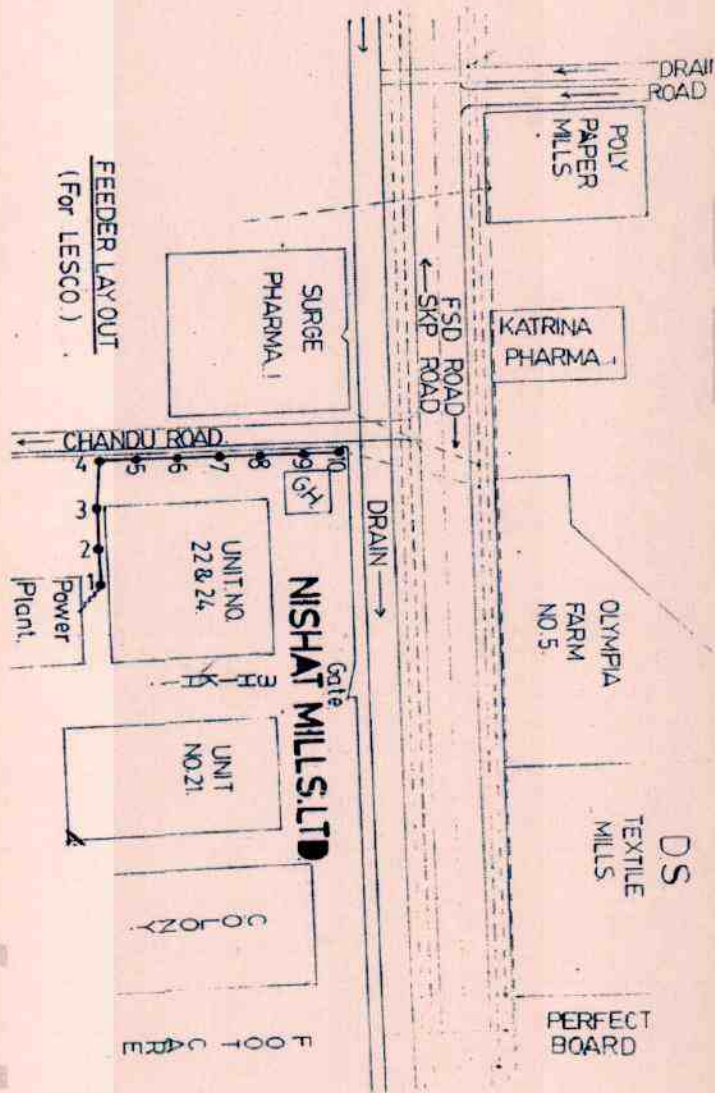 DRAIN
ROAD
POLY
PAPER
MILLS
KATRINA
PHARMA
FSD ROAD
SKP ROAD
OLYMPIA
FARM
NO.5.
DS
TEXTILE
MILLS
PERFECT
BOARD
FEEDER LAYOUT
(For LESCO.)
SURGE
PHARMA
CHANDU ROAD.
DRAIN
4 5 6 7 8 9 10
3
2
1
G.H.
UNIT.NO.
22 & 24.
Power
Plant.
NISHAT MILLS.LTD
Gate
UNIT
NO.21.
COLONY.
FOOT CARE